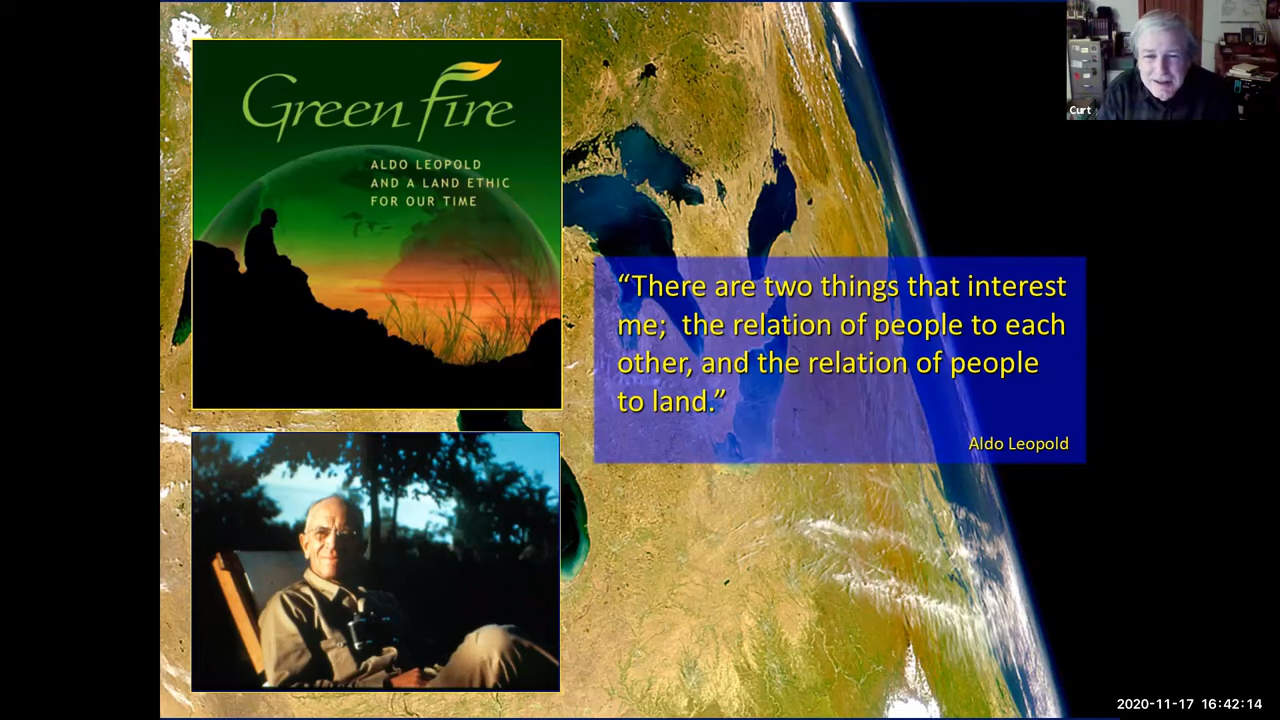 Green Fire
ALDO LEOPOLD
AND A LAND ETHIC
FOR OUR TIME
“There are two things that interest
me;  the relation of people to each
other, and the relation of people
to land.”
Aldo Leopold
Curt
2020-11-17 16:42:14